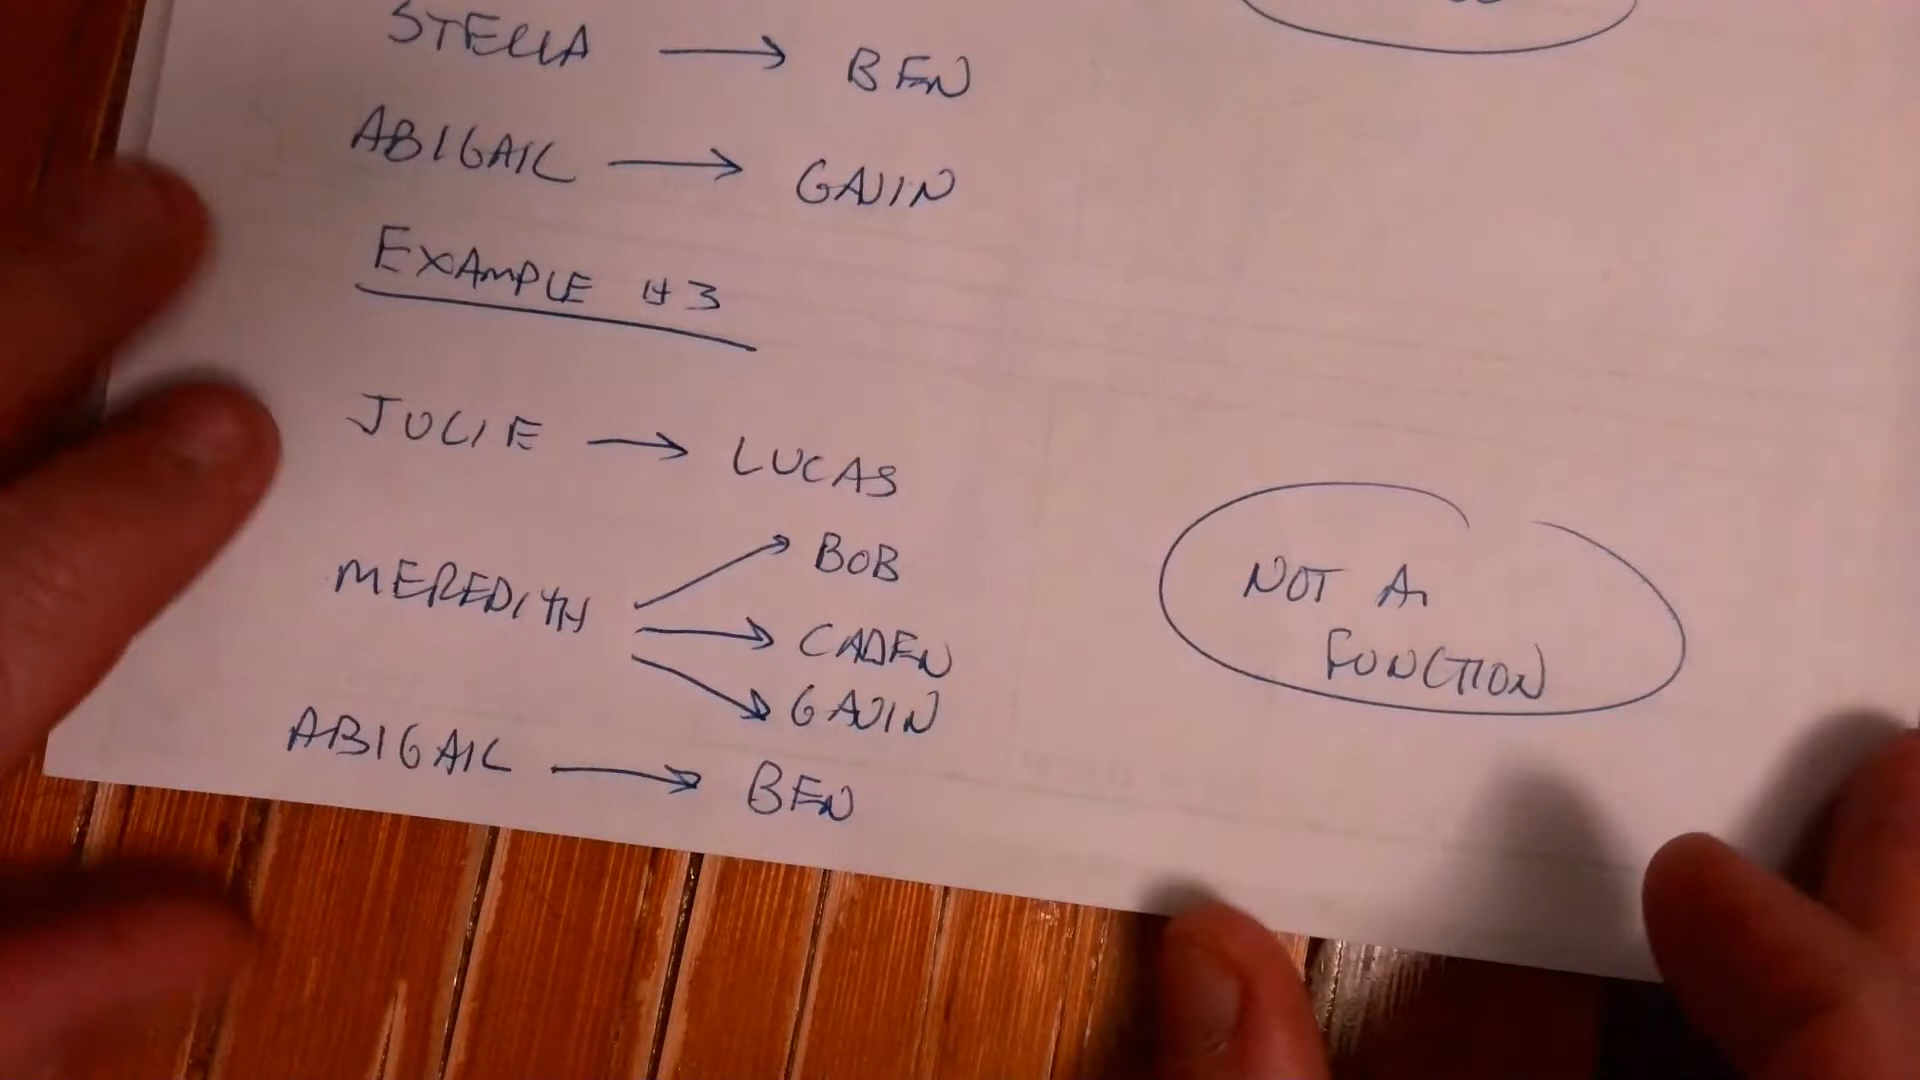 STELLA → BEN
ABIGAIL → GAVIN
EXAMPLE #3
JULIE → LUCAS
MEREDITH → BOB
→ CADEN
→ GAVIN
ABIGAIL → BEN
NOT A
FUNCTION